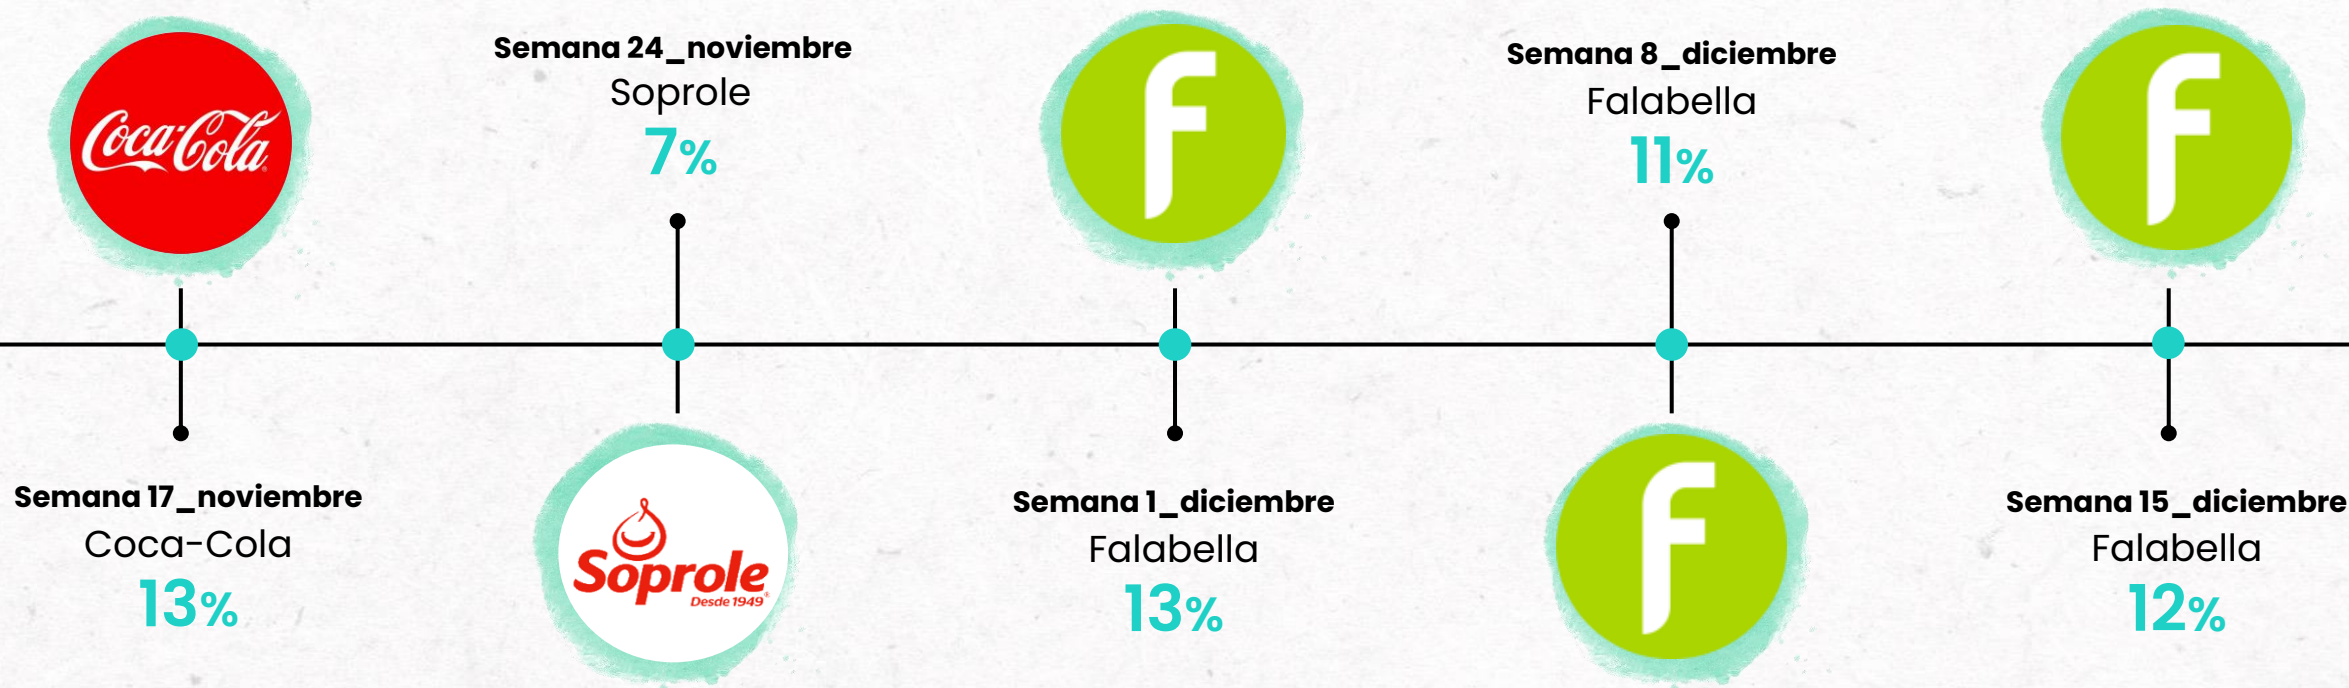 Coca-Cola
Semana 17_noviembre
Coca-Cola
13%
Semana 24_noviembre
Soprole
7%
Soprole
Desde 1949
F
Semana 1_diciembre
Falabella
13%
Semana 8_diciembre
Falabella
11%
F
F
Semana 15_diciembre
Falabella
12%